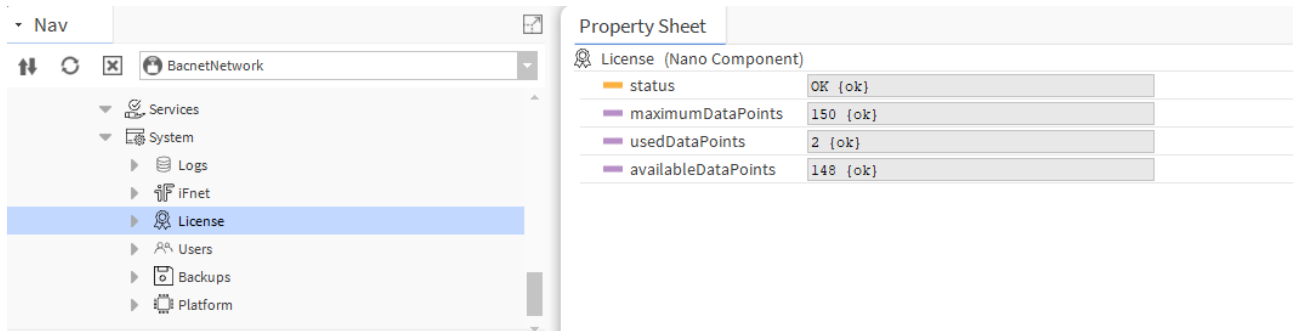 Nav
BacnetNetwork
Services
System
Logs
iFnet
License
Users
Backups
Platform
Property Sheet
License (Nano Component)
status OK {ok}
maximumDataPoints 150 {ok}
usedDataPoints 2 {ok}
availableDataPoints 148 {ok}